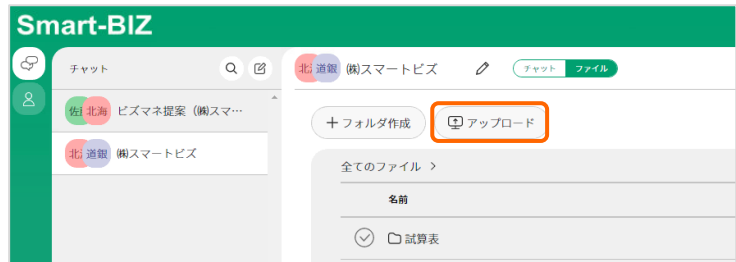 Smart-BIZ
チャット
佐 北海 ビズマネ提案（㈱スマ…
北 道銀 ㈱スマートビズ
北 道銀 ㈱スマートビズ チャット ファイル
＋フォルダ作成 アップロード
全てのファイル >
名前
試算表